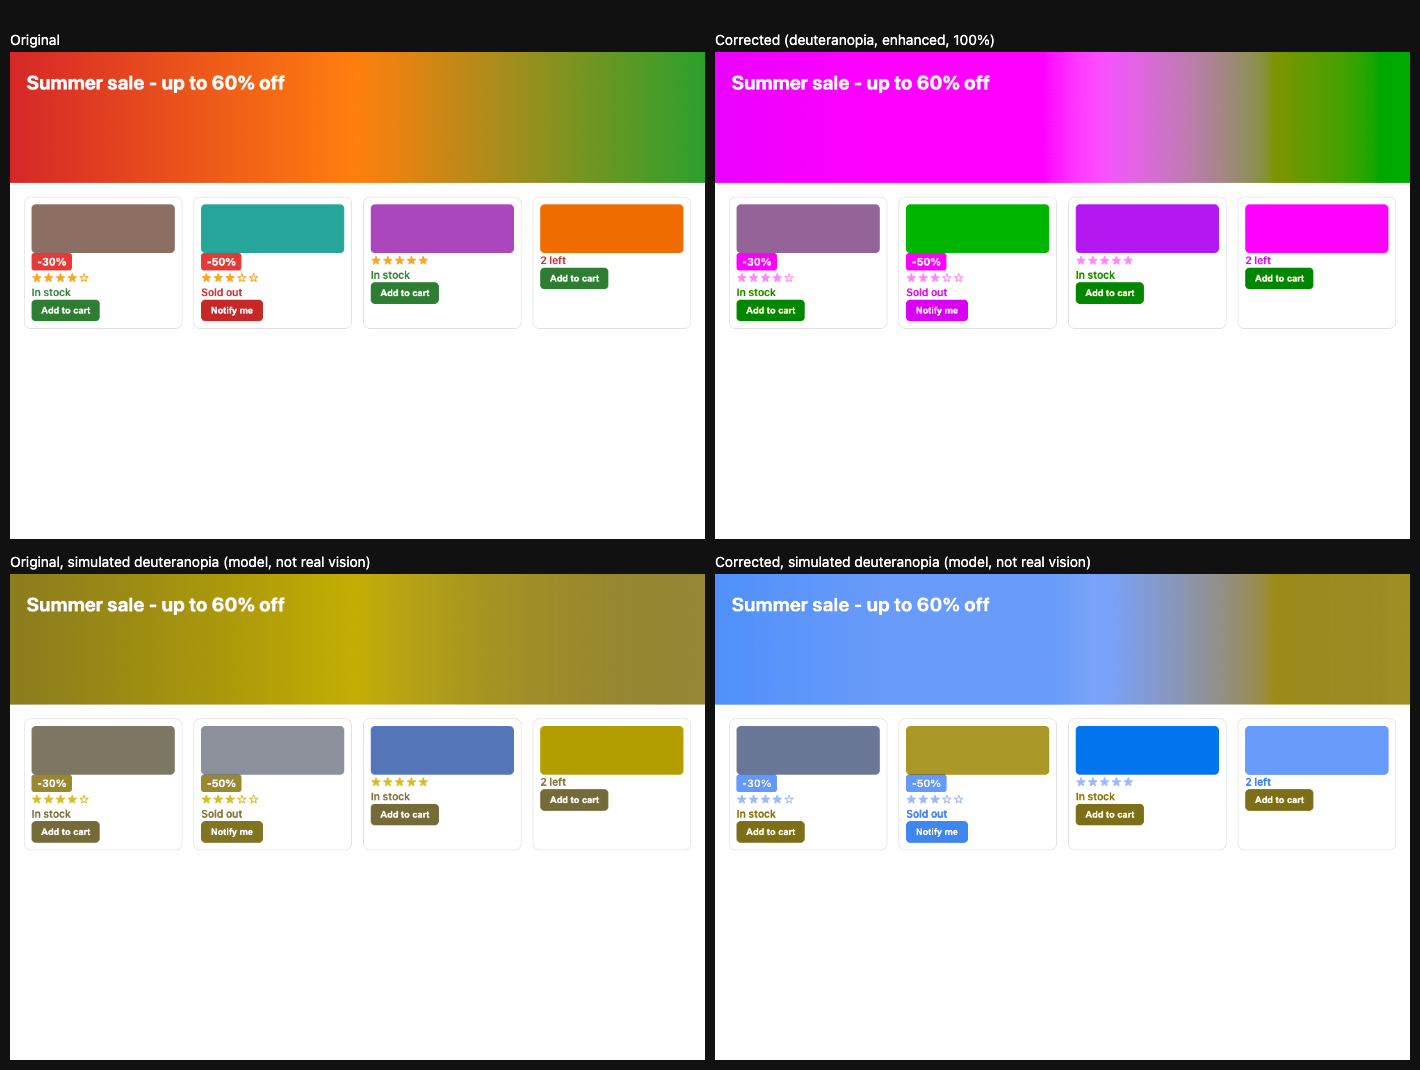 Original
Summer sale - up to 60% off
-30%
★★★★☆
In stock
Add to cart
-50%
★★★☆☆
Sold out
Notify me
★★★★★
In stock
Add to cart
2 left
Add to cart
Corrected (deuteranopia, enhanced, 100%)
Summer sale - up to 60% off
-30%
★★★★☆
In stock
Add to cart
-50%
★★★☆☆
Sold out
Notify me
★★★★★
In stock
Add to cart
2 left
Add to cart
Original, simulated deuteranopia (model, not real vision)
Summer sale - up to 60% off
-30%
★★★★☆
In stock
Add to cart
-50%
★★★☆☆
Sold out
Notify me
★★★★★
In stock
Add to cart
2 left
Add to cart
Corrected, simulated deuteranopia (model, not real vision)
Summer sale - up to 60% off
-30%
★★★★☆
In stock
Add to cart
-50%
★★★☆☆
Sold out
Notify me
★★★★★
In stock
Add to cart
2 left
Add to cart